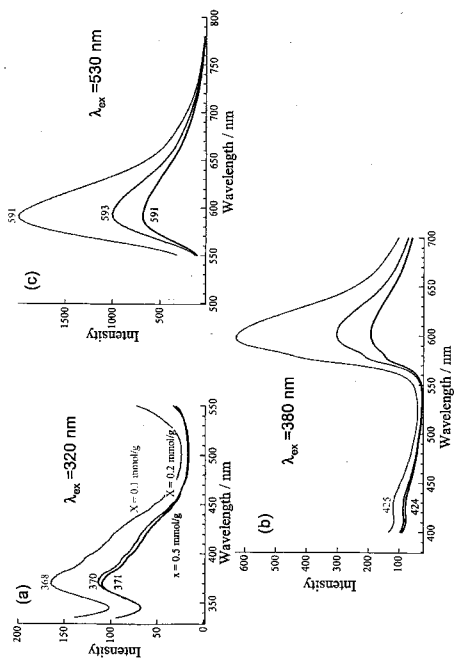 (a)
λex =320 nm
200
150
100
50
0
Intensity
368
370
371
X = 0.1 mmol/g
X = 0.2 mmol/g
x = 0.5 mmol/g
350
400
450
500
550
Wavelength / nm
(c)
λex =530 nm
1500
1000
500
0
Intensity
591
593
591
500
550
600
650
700
750
800
Wavelength / nm
λex =380 nm
600
500
400
300
200
100
Intensity
425
424
400
450
500
550
600
650
700
Wavelength / nm
(b)